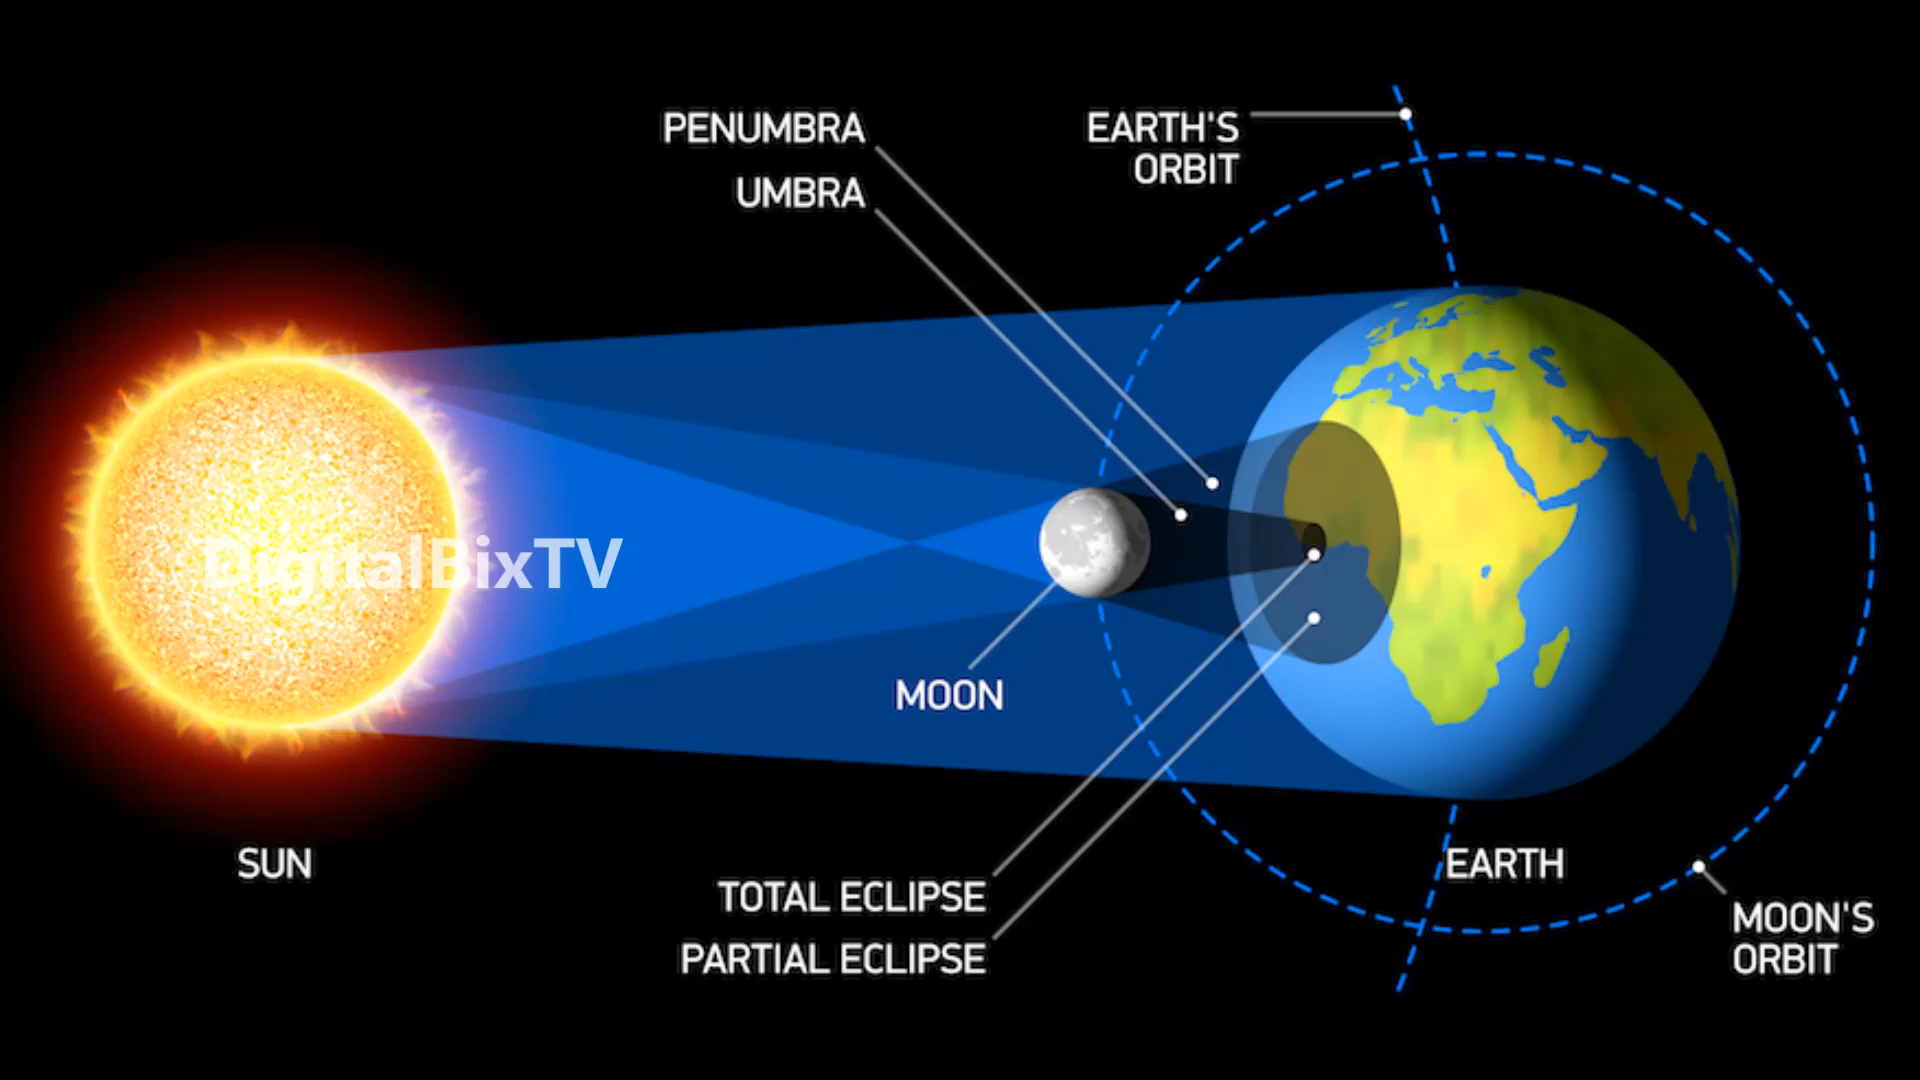 PENUMBRA
UMBRA
EARTH'S
ORBIT
DigitalBixTV
MOON
SUN
EARTH
TOTAL ECLIPSE
PARTIAL ECLIPSE
MOON'S
ORBIT